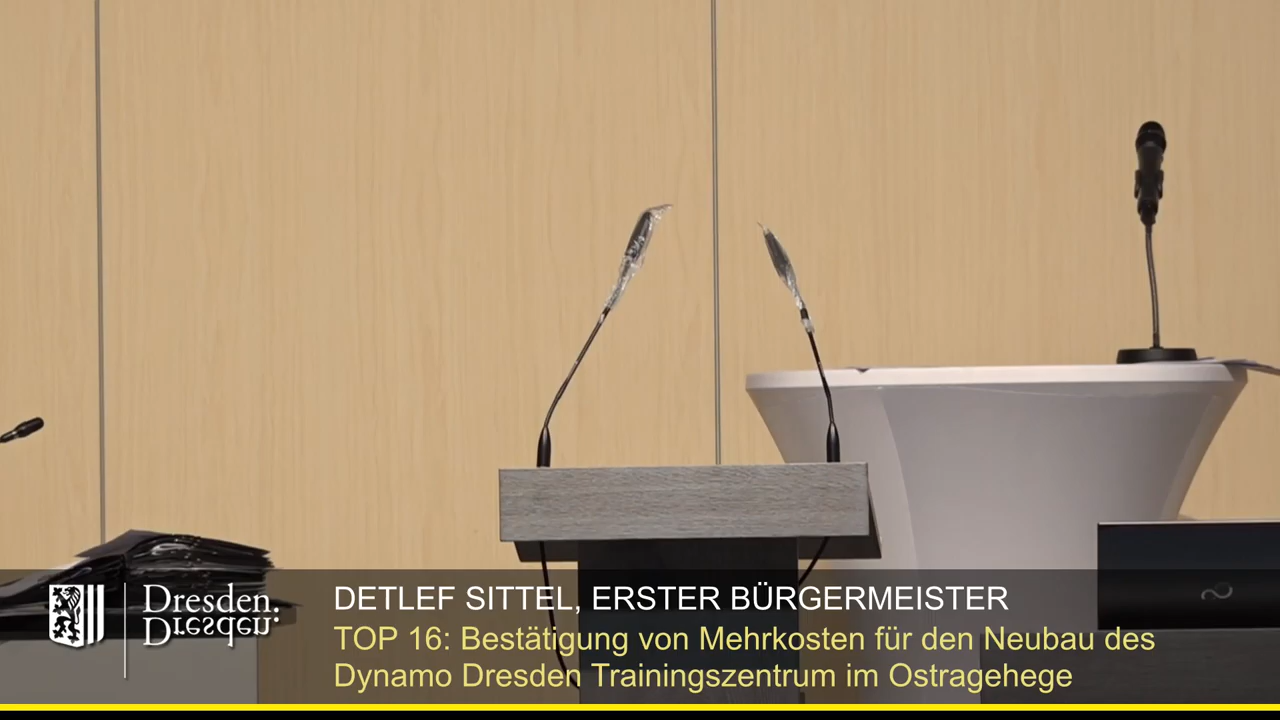 Dresden.
Dresden.
DETLEF SITTEL, ERSTER BÜRGERMEISTER
TOP 16: Bestätigung von Mehrkosten für den Neubau des
Dynamo Dresden Trainingszentrum im Ostragehege